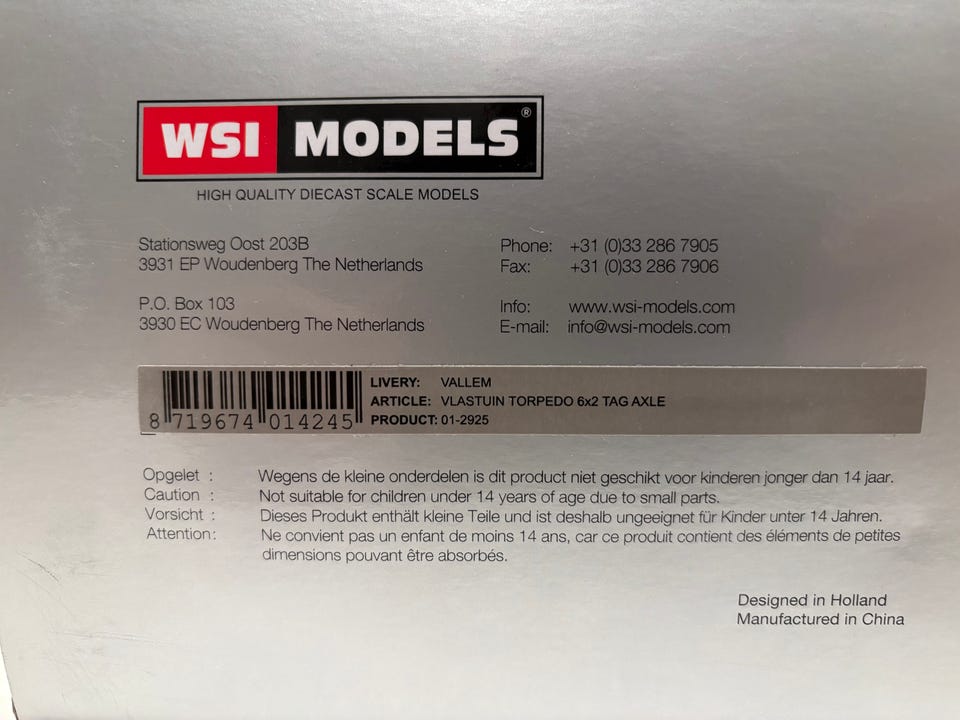 WSI MODELS®
HIGH QUALITY DIECAST SCALE MODELS
Stationsweg Oost 203B
3931 EP Woudenberg The Netherlands
P.O. Box 103
3930 EC Woudenberg The Netherlands
Phone: +31 (0)33 286 7905
Fax: +31 (0)33 286 7906
Info: www.wsi-models.com
E-mail: info@wsi-models.com
8 719674 014245
LIVERY: VALLEM
ARTICLE: VLASTUIN TORPEDO 6x2 TAG AXLE
PRODUCT: 01-2925
Opgelet : Wegens de kleine onderdelen is dit product niet geschikt voor kinderen jonger dan 14 jaar.
Caution : Not suitable for children under 14 years of age due to small parts.
Vorsicht : Dieses Produkt enthält kleine Teile und ist deshalb ungeeignet für Kinder unter 14 Jahren.
Attention: Ne convient pas un enfant de moins 14 ans, car ce produit contient des éléments de petites
dimensions pouvant être absorbés.
Designed in Holland
Manufactured in China